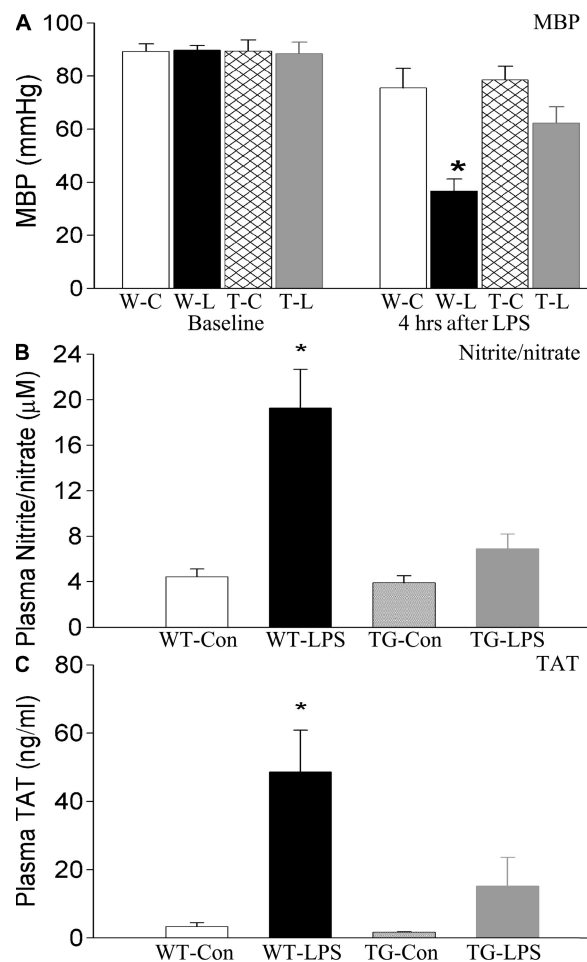 A
MBP
MBP (mmHg)
100
80
60
40
20
0
*
W-C W-L T-C T-L W-C W-L T-C T-L
Baseline 4 hrs after LPS
B
Nitrite/nitrate
Plasma Nitrite/nitrate (μM)
24
20
16
12
8
4
0
*
WT-Con WT-LPS TG-Con TG-LPS
C
TAT
Plasma TAT (ng/ml)
80
60
40
20
0
*
WT-Con WT-LPS TG-Con TG-LPS